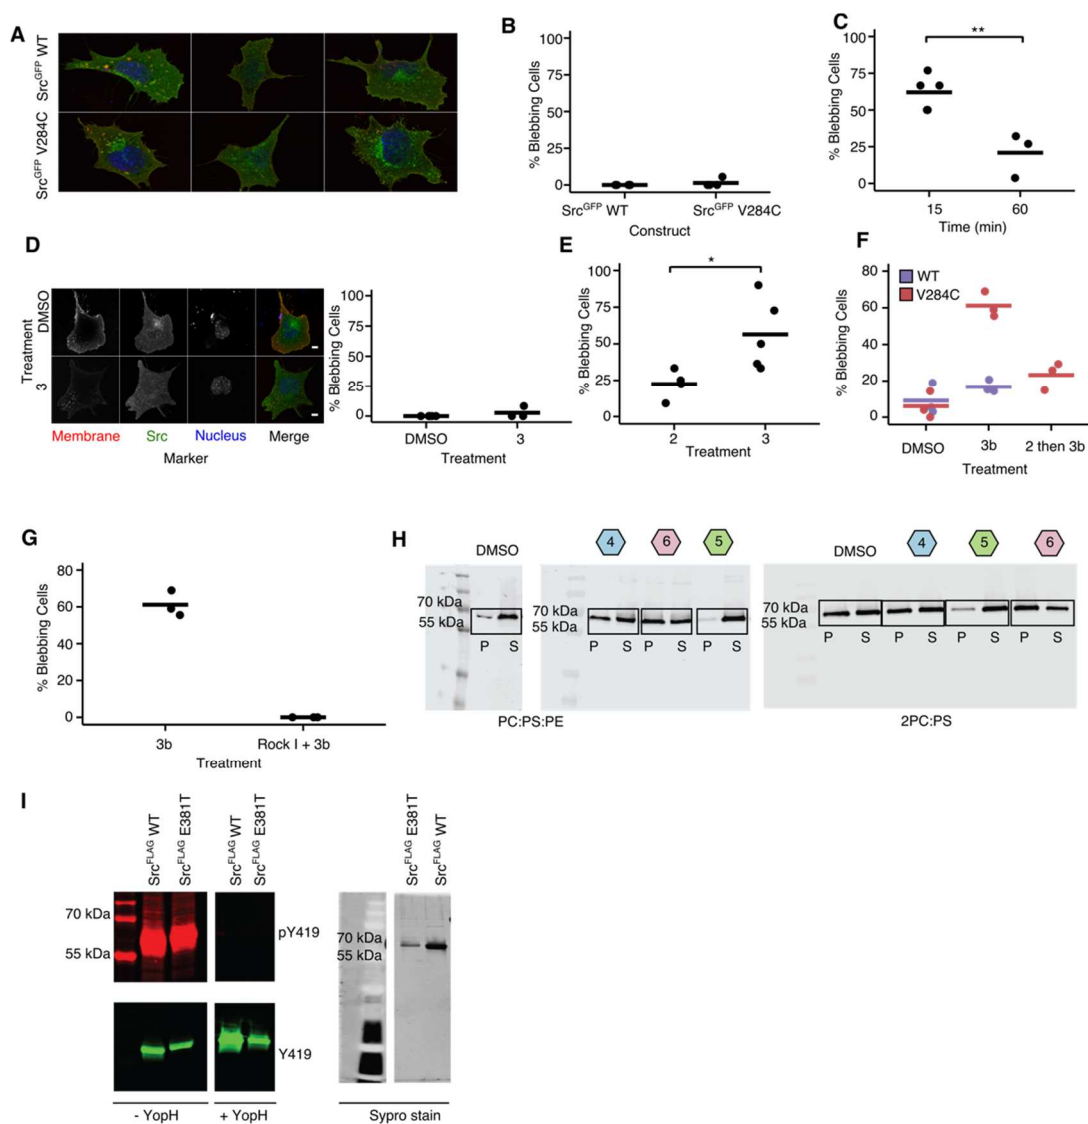 A
Src^GFP WT
Src^GFP V284C
B
% Blebbing Cells
100
75
50
25
0
Src^GFP WT
Src^GFP V284C
Construct
C
% Blebbing Cells
100
75
50
25
0
**
15
60
Time (min)
D
Treatment
DMSO
3
Membrane
Src
Nucleus
Merge
Marker
% Blebbing Cells
100
75
50
25
0
DMSO
3
Treatment
E
% Blebbing Cells
100
75
50
25
0
*
2
3
Treatment
F
WT
V284C
% Blebbing Cells
80
60
40
20
0
DMSO
3b
2 then 3b
Treatment
G
% Blebbing Cells
80
60
40
20
0
3b
Rock I + 3b
Treatment
H
DMSO
4
6
5
70 kDa
55 kDa
P S
70 kDa
55 kDa
P S P S P S
PC:PS:PE
DMSO
4
5
6
70 kDa
55 kDa
P S P S P S P S
2PC:PS
I
Src^FLAG WT
Src^FLAG E381T
Src^FLAG WT
Src^FLAG E381T
70 kDa
55 kDa
pY419
Y419
- YopH
+ YopH
Src^FLAG E381T
Src^FLAG WT
70 kDa
55 kDa
Sypro stain